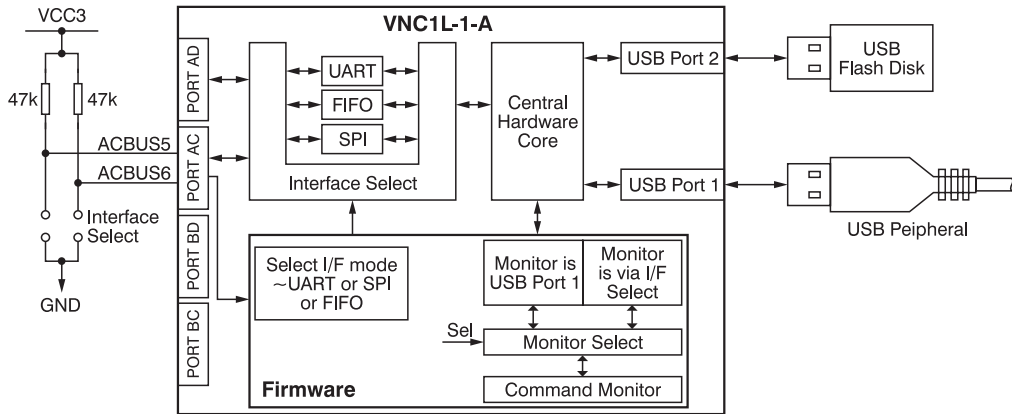 VCC3
VNC1L-1-A
47k
47k
ACBUS5
ACBUS6
Interface
Select
GND
PORT AD
PORT AC
PORT BD
PORT BC
UART
FIFO
SPI
Interface Select
Central
Hardware
Core
USB Port 2
USB Port 1
USB
Flash Disk
USB Peipheral
Select I/F mode
~UART or SPI
or FIFO
Monitor is
USB Port 1
Monitor
is via I/F
Select
Sel
Monitor Select
Command Monitor
Firmware